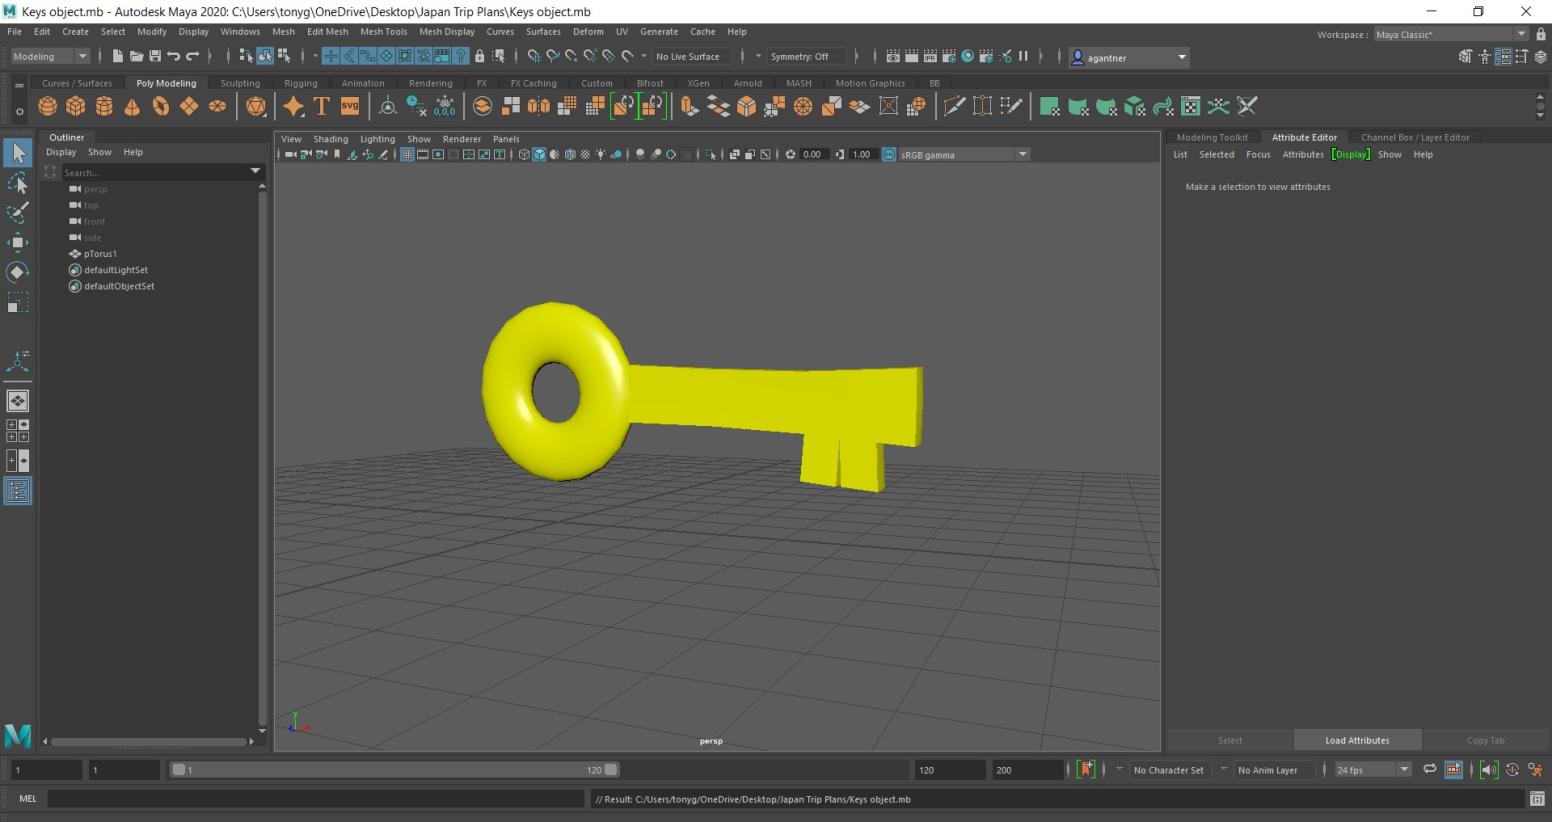 Keys object.mb - Autodesk Maya 2020: C:\Users\tonyg\OneDrive\Desktop\Japan Trip Plans\Keys object.mb
File Edit Create Select Modify Display Windows Mesh Edit Mesh Mesh Tools Mesh Display Curves Surfaces Deform UV Generate Cache Help
Workspace : Maya Classic*
Modeling No Live Surface Symmetry: Off agantner
Curves / Surfaces Poly Modeling Sculpting Rigging Animation Rendering FX FX Caching Custom Bifrost XGen Arnold MASH Motion Graphics BB
T svg 0,0,0
Outliner
Display Show Help
Search...
persp
top
front
side
pTorus1
defaultLightSet
defaultObjectSet
View Shading Lighting Show Renderer Panels
0.00 1.00 sRGB gamma
y
z x
persp
Modeling Toolkit Attribute Editor Channel Box / Layer Editor
List Selected Focus Attributes Display Show Help
Make a selection to view attributes
Select Load Attributes Copy Tab
1 1 1 120 120 200 No Character Set No Anim Layer 24 fps
MEL // Result: C:/Users/tonyg/OneDrive/Desktop/Japan Trip Plans/Keys object.mb